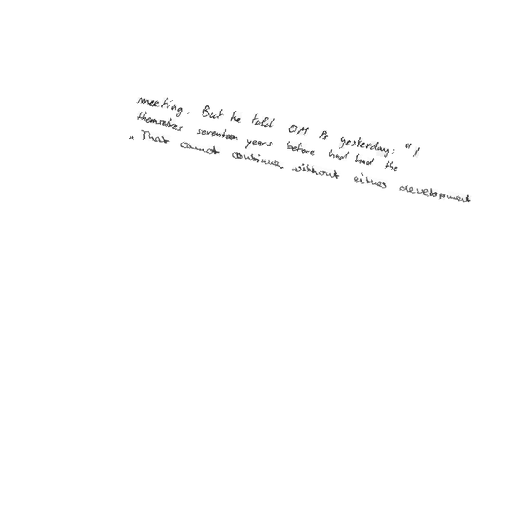 meeting. But he told OM Ps yesterday: "I
themselves seventeen years before had had the
" That cannot continue without cities development